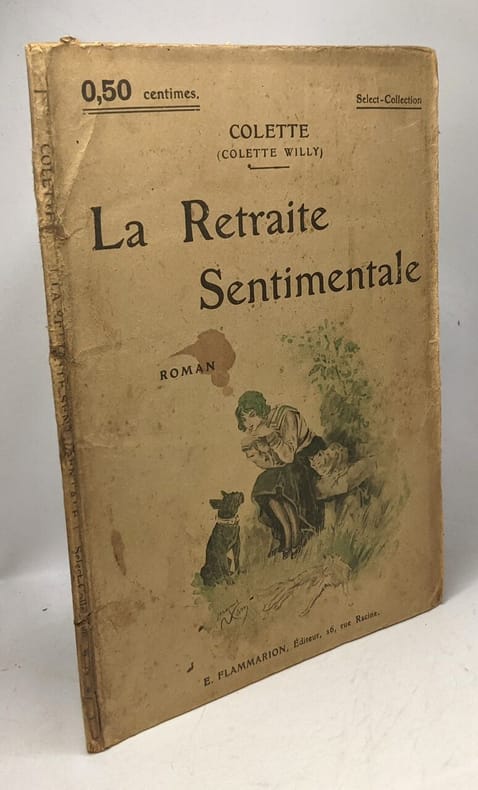 0,50 centimes.
Select-Collection
COLETTE
(COLETTE WILLY)
La Retraite
Sentimentale
ROMAN
E. FLAMMARION, Éditeur, 26, rue Racine.